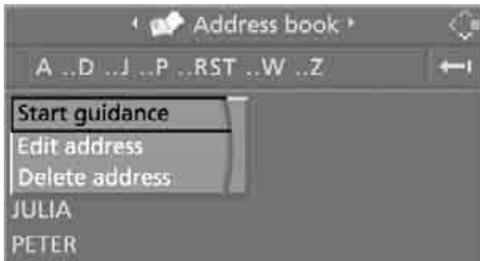 Address book
A ..D ..J ..P ..RST ..W ..Z
Start guidance
Edit address
Delete address
JULIA
PETER